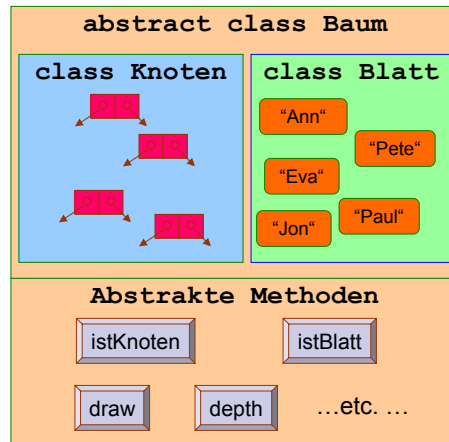 abstract class Baum
class Knoten
class Blatt
“Ann“
“Pete“
“Eva“
“Paul“
“Jon“
Abstrakte Methoden
istKnoten
istBlatt
draw
depth
…etc. …